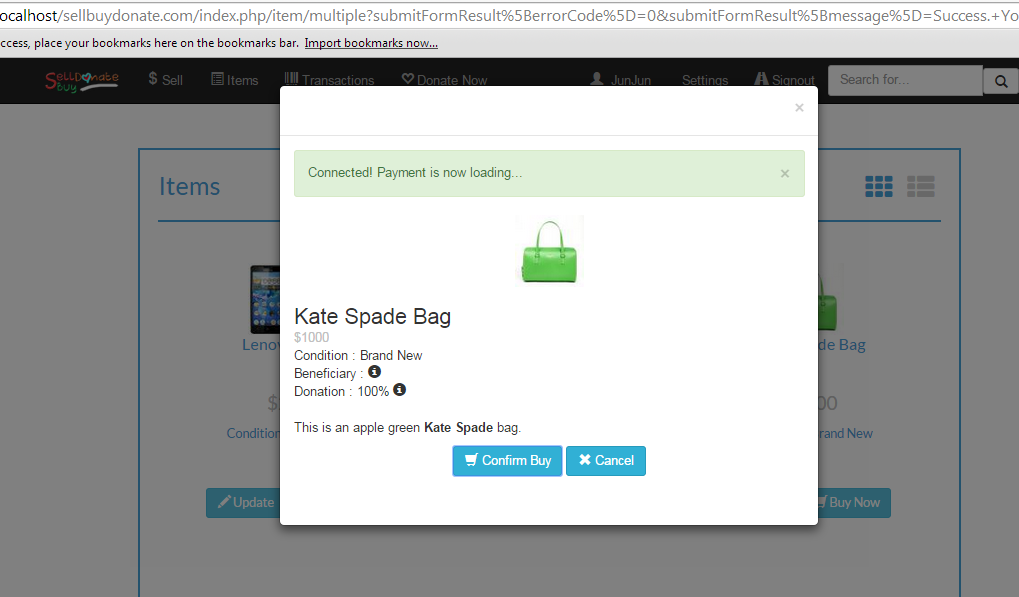 ocalhost/sellbuydonate.com/index.php/item/multiple?submitFormResult%5BerrorCode%5D=0&submitFormResult%5Bmessage%5D=Success.+Yo
ccess, place your bookmarks here on the bookmarks bar. Import bookmarks now...
SellDonate Buy $ Sell Items Transactions Donate Now JunJun Settings Signout Search for...
×
Connected! Payment is now loading... ×
Items
Kate Spade Bag
$1000
Lenov de Bag
Condition : Brand New
Beneficiary :
Donation : 100%
$ 00
This is an apple green Kate Spade bag.
Condition rand New
Confirm Buy Cancel
Update Buy Now